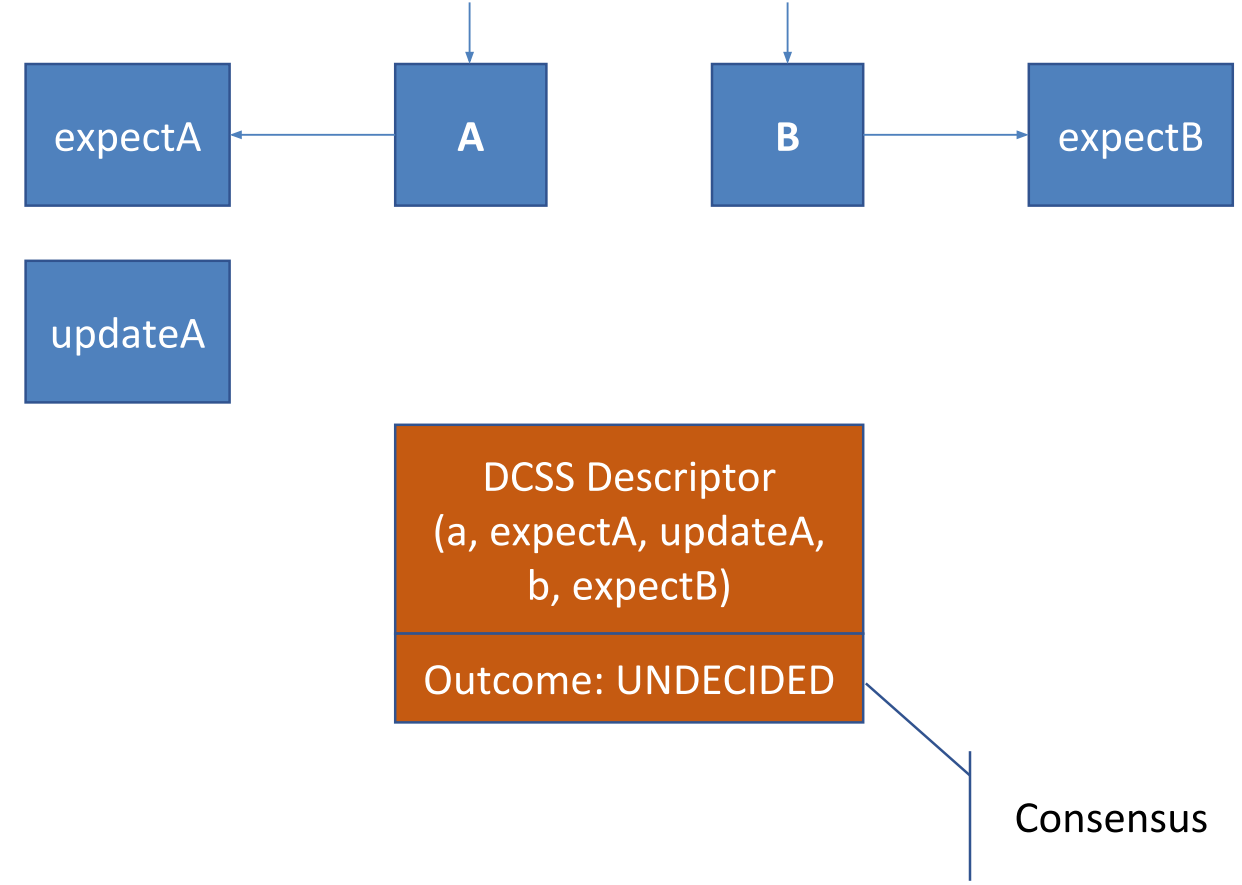 expectA
A
B
expectB
updateA
DCSS Descriptor
(a, expectA, updateA,
b, expectB)
Outcome: UNDECIDED
Consensus